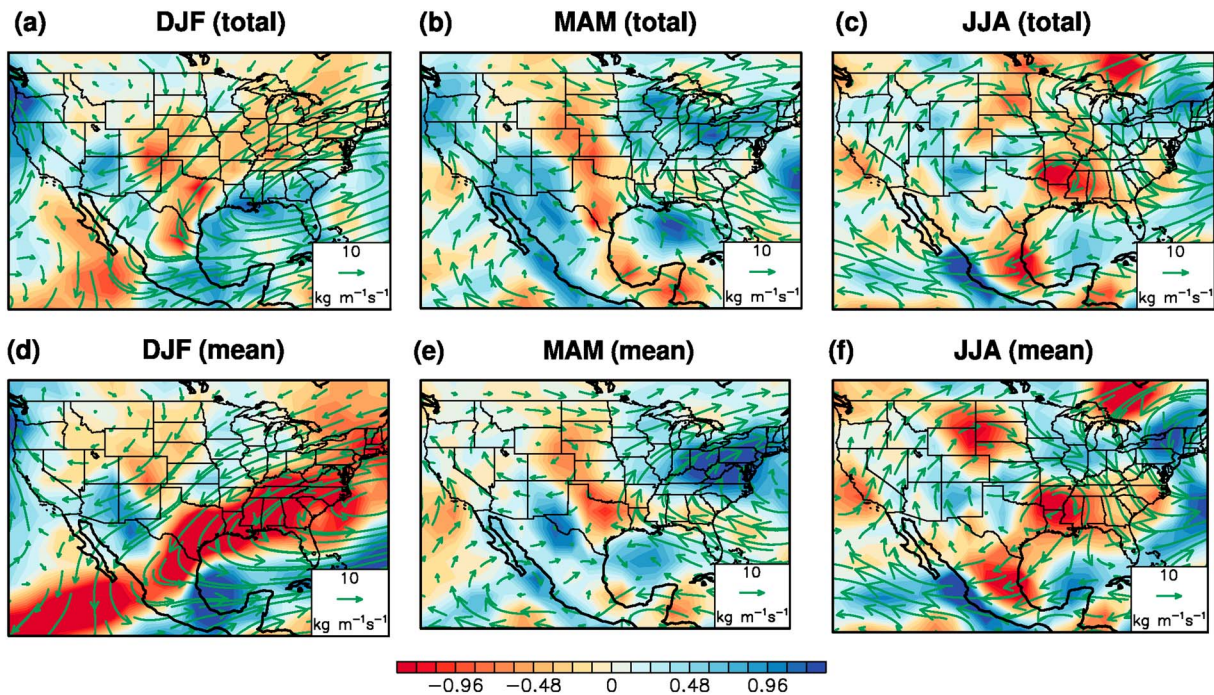 (a) DJF (total)
(b) MAM (total)
(c) JJA (total)
10
kg m⁻¹s⁻¹
10
kg m⁻¹s⁻¹
10
kg m⁻¹s⁻¹
(d) DJF (mean)
(e) MAM (mean)
(f) JJA (mean)
10
kg m⁻¹s⁻¹
10
kg m⁻¹s⁻¹
10
kg m⁻¹s⁻¹
−0.96 −0.48 0 0.48 0.96